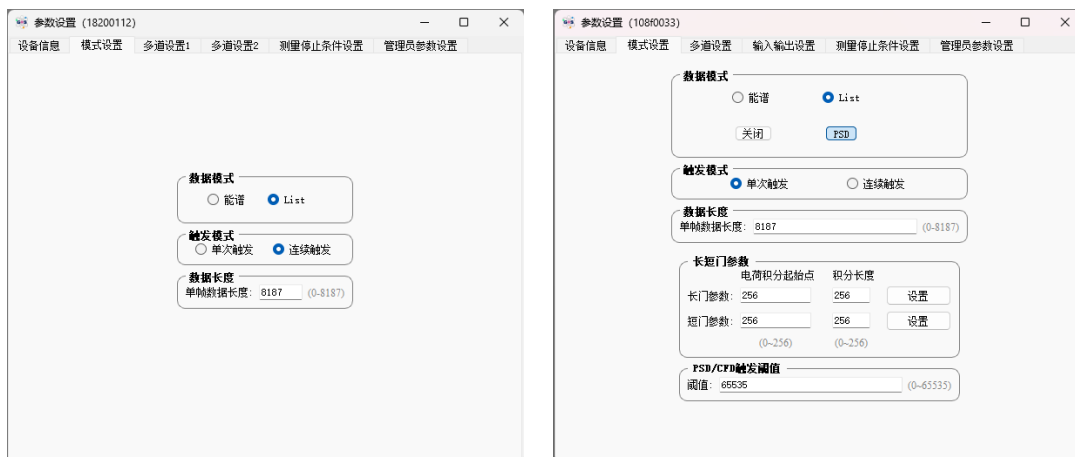 参数设置 (18200112)
设备信息 模式设置 多道设置1 多道设置2 测量停止条件设置 管理员参数设置
数据模式
能谱 List
触发模式
单次触发 连续触发
数据长度
单帧数据长度: 8187 (0-8187)
参数设置 (108f0033)
设备信息 模式设置 多道设置 输入输出设置 测量停止条件设置 管理员参数设置
数据模式
能谱 List
关闭 PSD
触发模式
单次触发 连续触发
数据长度
单帧数据长度: 8187 (0-8187)
长短门参数
电荷积分起始点 积分长度
长门参数: 256 256 设置
短门参数: 256 256 设置
(0~256) (0~256)
PSD/CFD触发阈值
阈值: 65535 (0~65535)